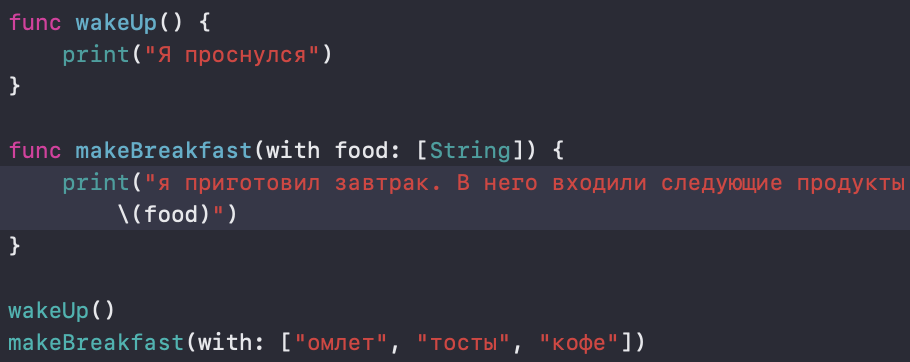 func wakeUp() {
    print("Я проснулся")
}

func makeBreakfast(with food: [String]) {
    print("я приготовил завтрак. В него входили следующие продукты
        \(food)")
}

wakeUp()
makeBreakfast(with: ["омлет", "тосты", "кофе"])